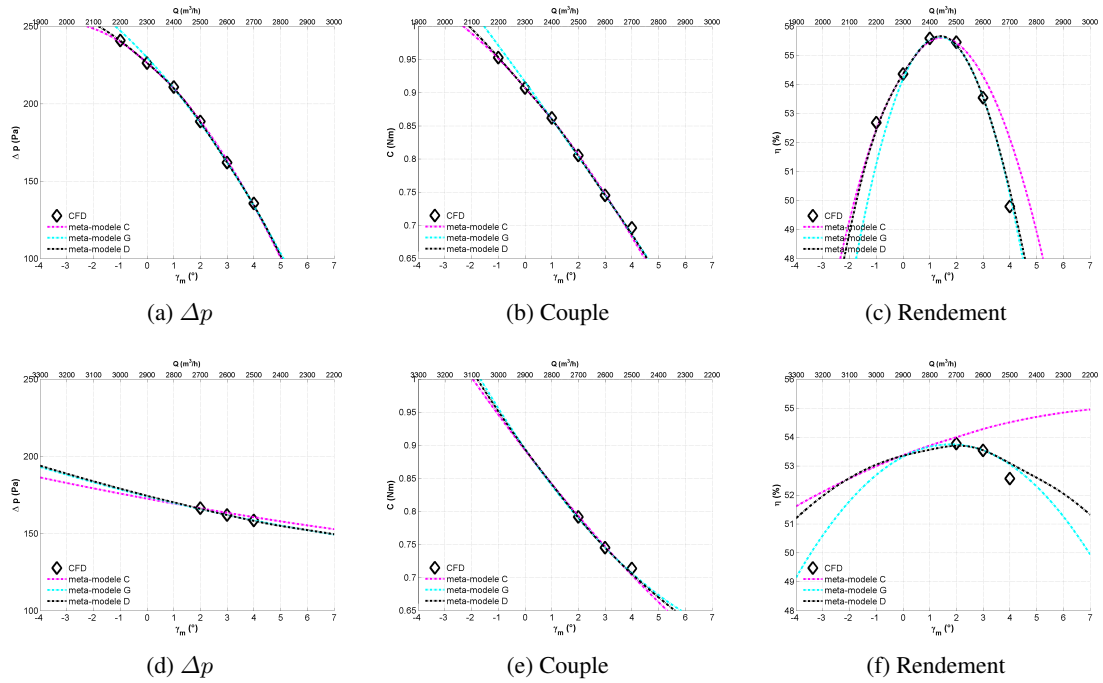 Q (m³/h)
1900 2000 2100 2200 2300 2400 2500 2600 2700 2800 2900 3000
250
200
150
100
Δ p (Pa)
CFD
meta-modele C
meta-modele G
meta-modele D
-4 -3 -2 -1 0 1 2 3 4 5 6 7
γm (°)
(a) Δp
Q (m³/h)
1900 2000 2100 2200 2300 2400 2500 2600 2700 2800 2900 3000
1
0.95
0.9
0.85
0.8
0.75
0.7
0.65
C (Nm)
CFD
meta-modele C
meta-modele G
meta-modele D
-4 -3 -2 -1 0 1 2 3 4 5 6 7
γm (°)
(b) Couple
Q (m³/h)
1900 2000 2100 2200 2300 2400 2500 2600 2700 2800 2900 3000
56
55
54
53
52
51
50
49
48
η (%)
CFD
meta-modele C
meta-modele G
meta-modele D
-4 -3 -2 -1 0 1 2 3 4 5 6 7
γm (°)
(c) Rendement
Q (m³/h)
3300 3200 3100 3000 2900 2800 2700 2600 2500 2400 2300 2200
250
200
150
100
Δ p (Pa)
CFD
meta-modele C
meta-modele G
meta-modele D
-4 -3 -2 -1 0 1 2 3 4 5 6 7
γm (°)
(d) Δp
Q (m³/h)
3300 3200 3100 3000 2900 2800 2700 2600 2500 2400 2300 2200
1
0.95
0.9
0.85
0.8
0.75
0.7
0.65
C (Nm)
CFD
meta-modele C
meta-modele G
meta-modele D
-4 -3 -2 -1 0 1 2 3 4 5 6 7
γm (°)
(e) Couple
Q (m³/h)
3300 3200 3100 3000 2900 2800 2700 2600 2500 2400 2300 2200
56
55
54
53
52
51
50
49
48
η (%)
CFD
meta-modele C
meta-modele G
meta-modele D
-4 -3 -2 -1 0 1 2 3 4 5 6 7
γm (°)
(f) Rendement